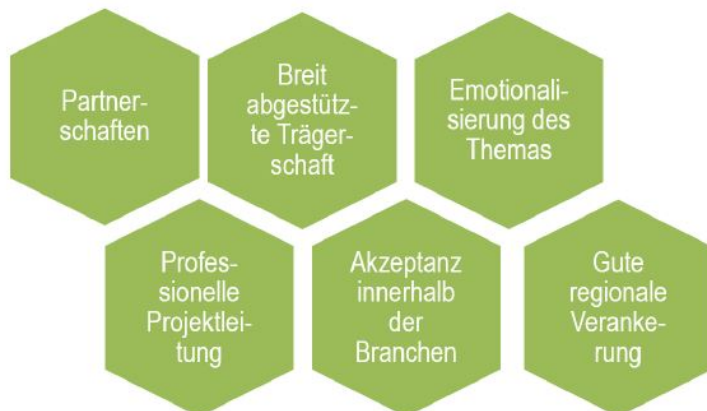 Partner-
schaften
Breit
abgestütz-
te Träger-
schaft
Emotionali-
sierung des
Themas
Profes-
sionelle
Projektlei-
tung
Akzeptanz
innerhalb
der
Branchen
Gute
regionale
Veranke-
rung